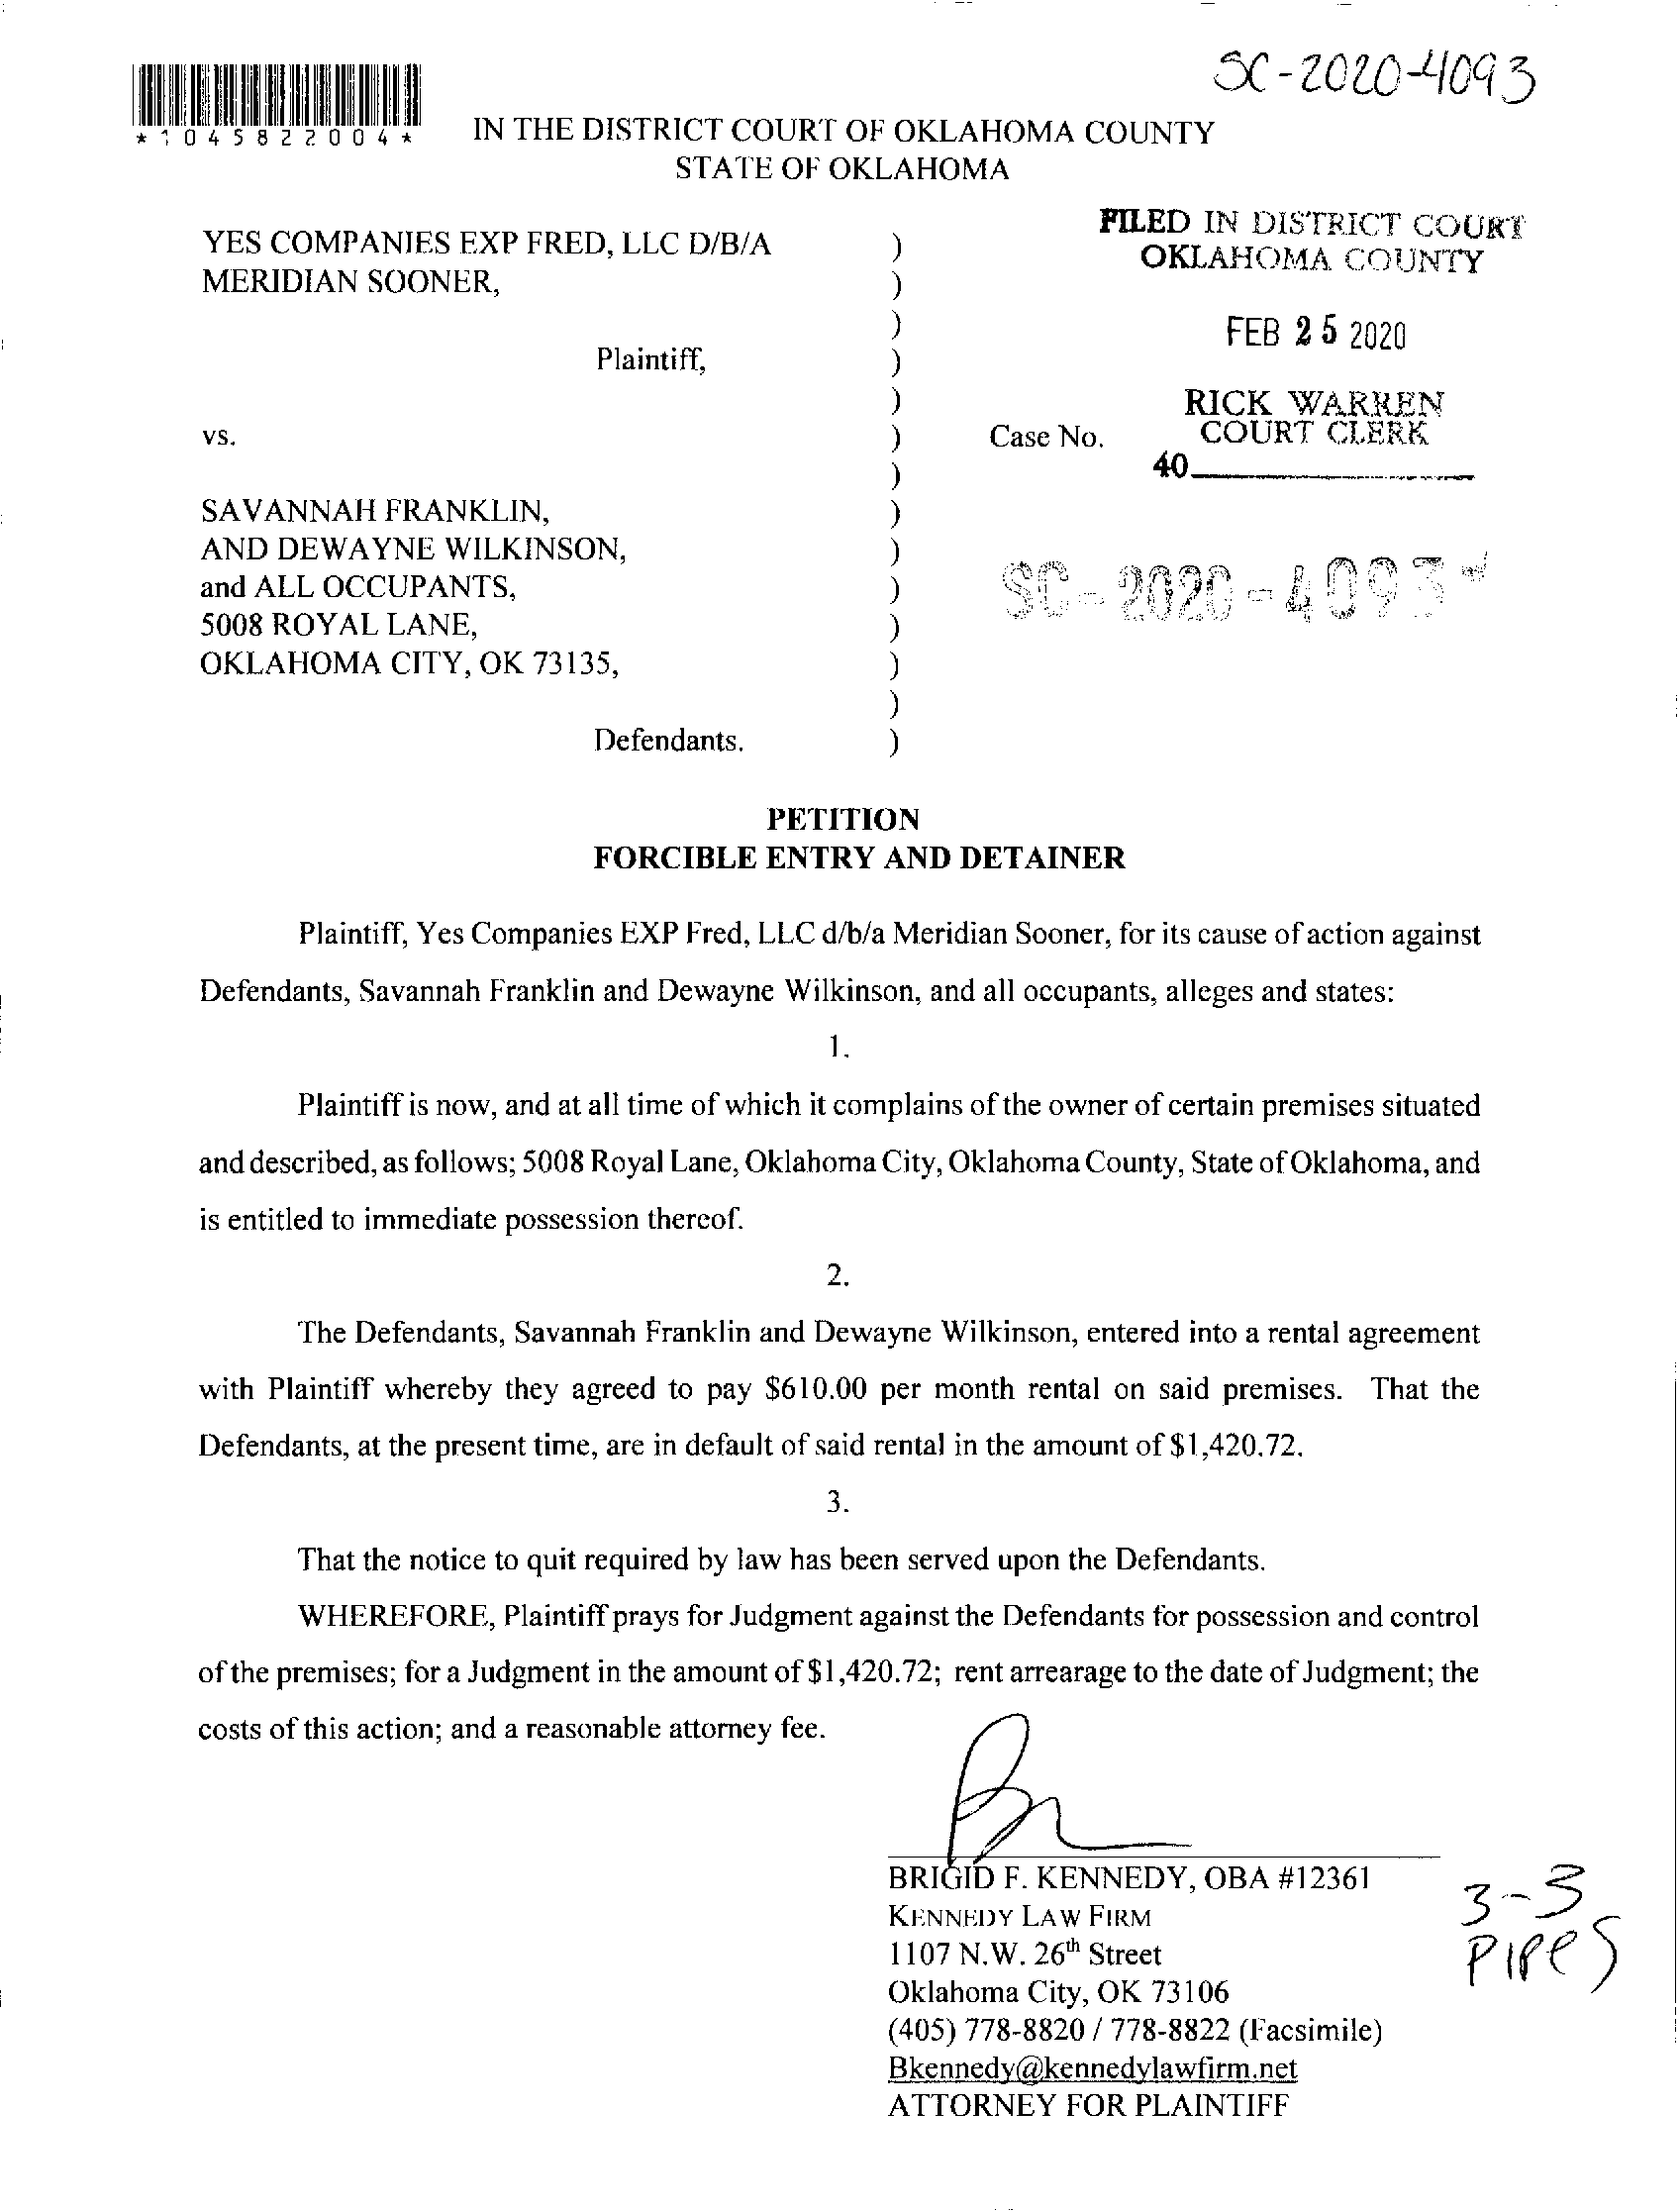 SC-2020-4093
*1045822004*
IN THE DISTRICT COURT OF OKLAHOMA COUNTY
STATE OF OKLAHOMA
FILED IN DISTRICT COURT
OKLAHOMA COUNTY
FEB 25 2020
RICK WARREN
COURT CLERK
40
YES COMPANIES EXP FRED, LLC D/B/A )
MERIDIAN SOONER, )
)
Plaintiff, )
)
vs. ) Case No.
)
SAVANNAH FRANKLIN, )
AND DEWAYNE WILKINSON, )
and ALL OCCUPANTS, )
5008 ROYAL LANE, )
OKLAHOMA CITY, OK 73135, )
)
Defendants. )
SC-2020-4093
PETITION
FORCIBLE ENTRY AND DETAINER
Plaintiff, Yes Companies EXP Fred, LLC d/b/a Meridian Sooner, for its cause of action against
Defendants, Savannah Franklin and Dewayne Wilkinson, and all occupants, alleges and states:
1.
Plaintiff is now, and at all time of which it complains of the owner of certain premises situated
and described, as follows; 5008 Royal Lane, Oklahoma City, Oklahoma County, State of Oklahoma, and
is entitled to immediate possession thereof.
2.
The Defendants, Savannah Franklin and Dewayne Wilkinson, entered into a rental agreement
with Plaintiff whereby they agreed to pay $610.00 per month rental on said premises. That the
Defendants, at the present time, are in default of said rental in the amount of $1,420.72.
3.
That the notice to quit required by law has been served upon the Defendants.
WHEREFORE, Plaintiff prays for Judgment against the Defendants for possession and control
of the premises; for a Judgment in the amount of $1,420.72; rent arrearage to the date of Judgment; the
costs of this action; and a reasonable attorney fee.
BRIGID F. KENNEDY, OBA #12361
KENNEDY LAW FIRM
1107 N.W. 26th Street
Oklahoma City, OK 73106
(405) 778-8820 / 778-8822 (Facsimile)
Bkennedy@kennedylawfirm.net
ATTORNEY FOR PLAINTIFF
3-3
PIPES